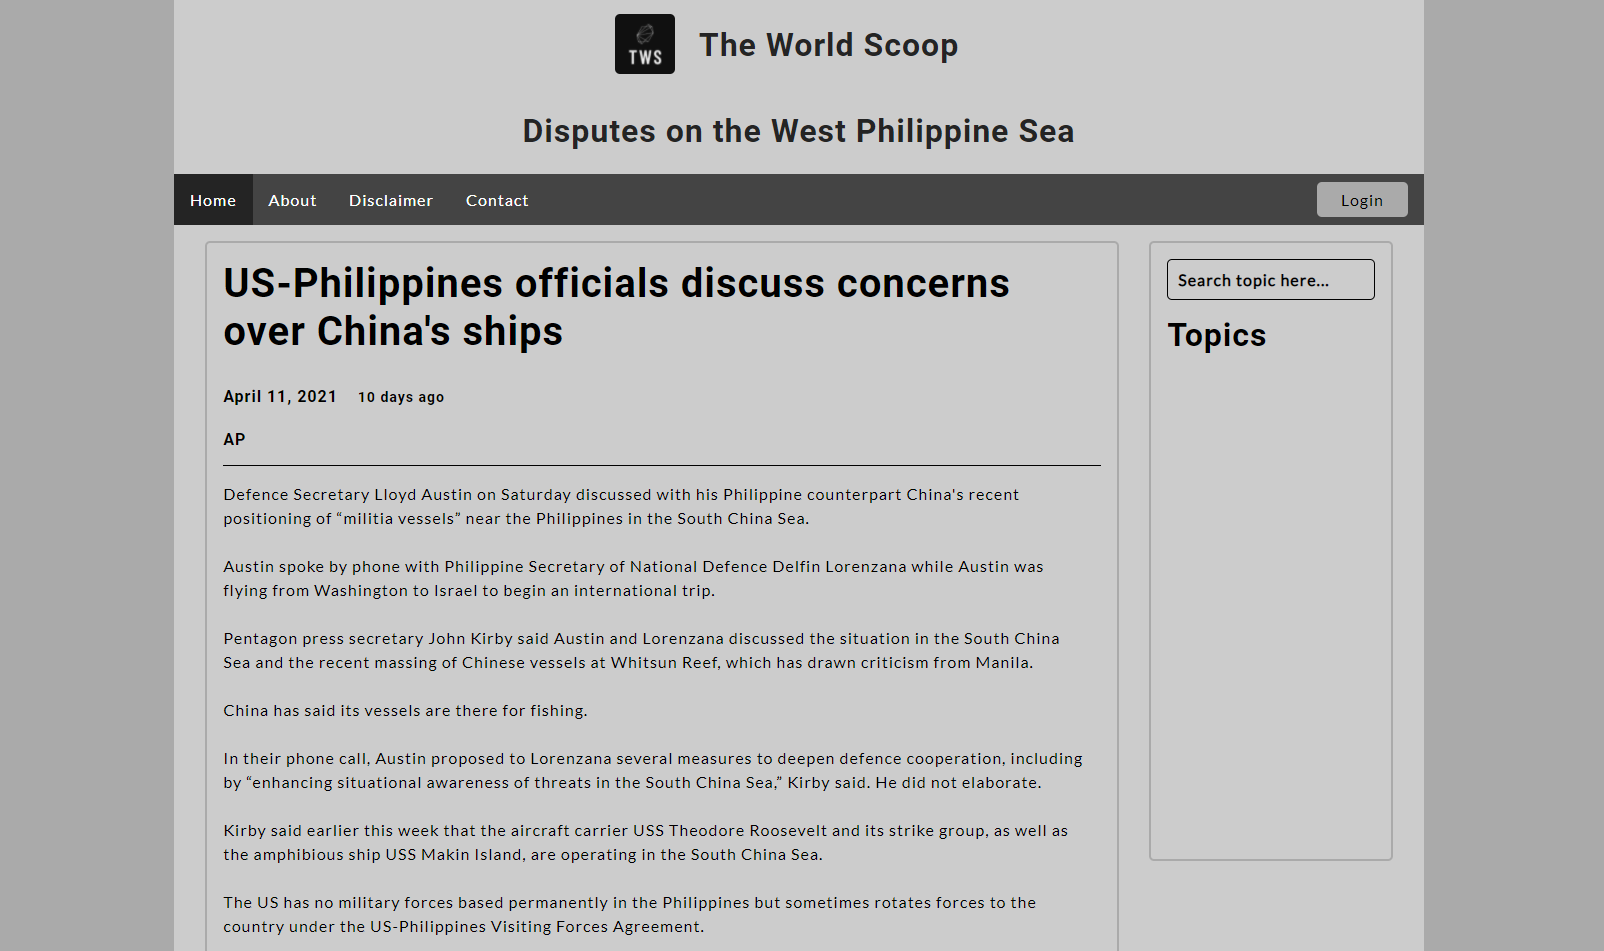 TWS
The World Scoop
Disputes on the West Philippine Sea
Home
About
Disclaimer
Contact
Login
US-Philippines officials discuss concerns
over China's ships
April 11, 2021
10 days ago
AP
Defence Secretary Lloyd Austin on Saturday discussed with his Philippine counterpart China's recent
positioning of “militia vessels” near the Philippines in the South China Sea.
Austin spoke by phone with Philippine Secretary of National Defence Delfin Lorenzana while Austin was
flying from Washington to Israel to begin an international trip.
Pentagon press secretary John Kirby said Austin and Lorenzana discussed the situation in the South China
Sea and the recent massing of Chinese vessels at Whitsun Reef, which has drawn criticism from Manila.
China has said its vessels are there for fishing.
In their phone call, Austin proposed to Lorenzana several measures to deepen defence cooperation, including
by “enhancing situational awareness of threats in the South China Sea,” Kirby said. He did not elaborate.
Kirby said earlier this week that the aircraft carrier USS Theodore Roosevelt and its strike group, as well as
the amphibious ship USS Makin Island, are operating in the South China Sea.
The US has no military forces based permanently in the Philippines but sometimes rotates forces to the
country under the US-Philippines Visiting Forces Agreement.
Search topic here...
Topics